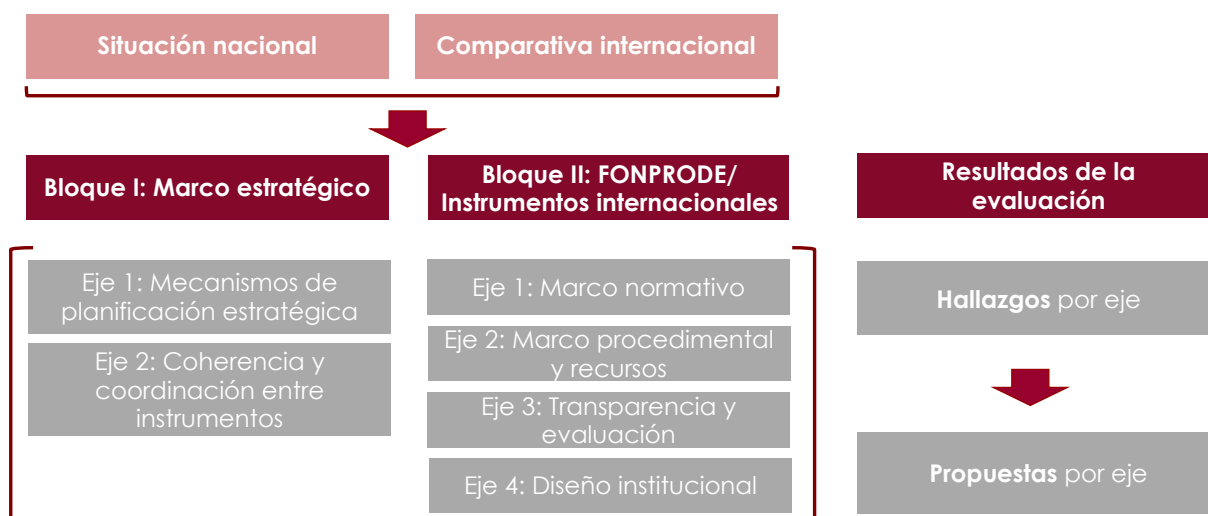 Situación nacional
Comparativa internacional
Bloque I: Marco estratégico
Bloque II: FONPRODE/
Instrumentos internacionales
Resultados de la
evaluación
Eje 1: Mecanismos de
planificación estratégica
Eje 2: Coherencia y
coordinación entre
instrumentos
Eje 1: Marco normativo
Eje 2: Marco procedimental
y recursos
Eje 3: Transparencia y
evaluación
Eje 4: Diseño institucional
Hallazgos por eje
Propuestas por eje